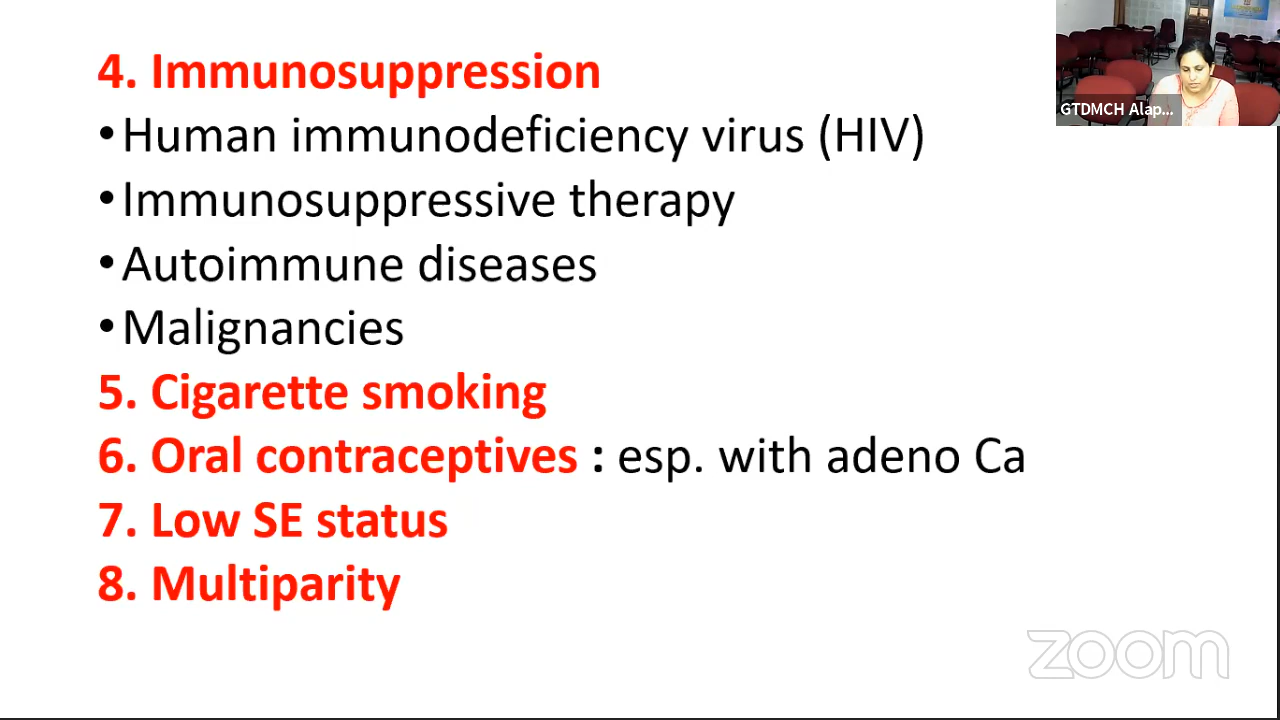 4. Immunosuppression
•Human immunodeficiency virus (HIV)
•Immunosuppressive therapy
•Autoimmune diseases
•Malignancies
5. Cigarette smoking
6. Oral contraceptives : esp. with adeno Ca
7. Low SE status
8. Multiparity
GTDMCH Alap...
zoom